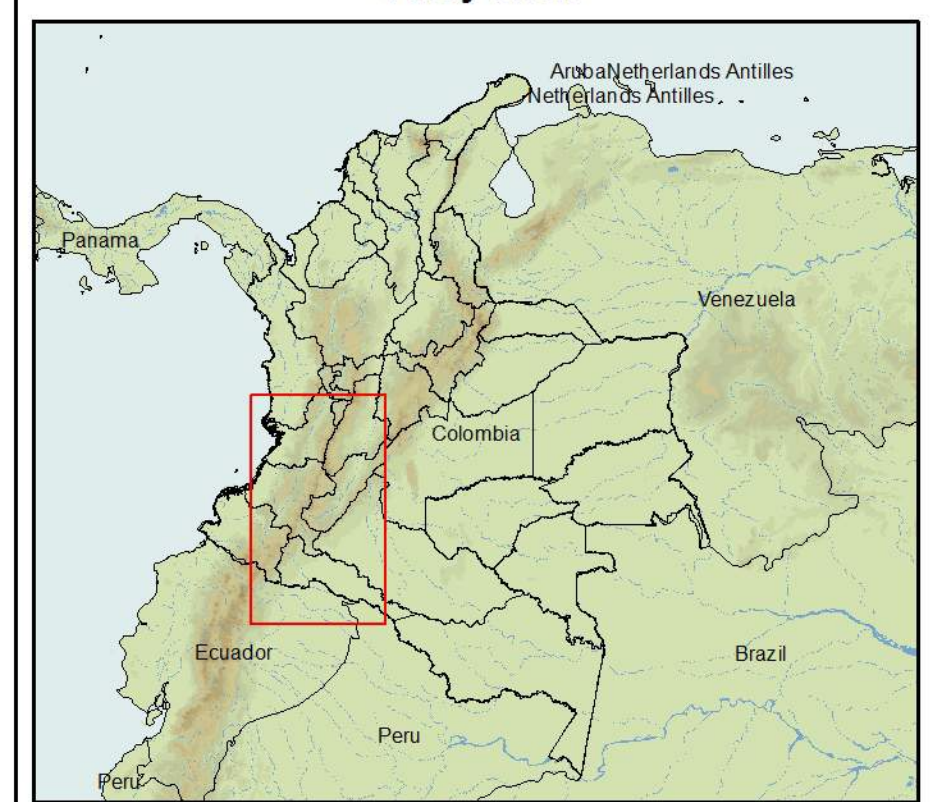 ArubaNetherlands Antilles
Netherlands Antilles
Panama
Venezuela
Colombia
Ecuador
Brazil
Peru
Peru